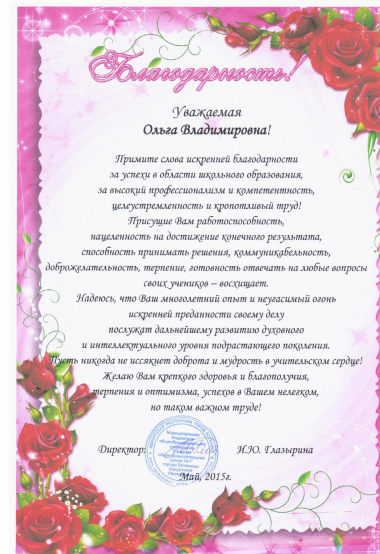 Благодарность!
Уважаемая
Ольга Владимировна!
Примите слова искренней благодарности
за успехи в области школьного образования,
за высокий профессионализм и компетентность,
целеустремленность и кропотливый труд!
Присущие Вам работоспособность,
нацеленность на достижение конечного результата,
способность принимать решения, коммуникабельность,
доброжелательность, терпение, готовность отвечать на любые вопросы
своих учеников – восхищает.
Надеюсь, что Ваш многолетний опыт и неугасимый огонь
искренней преданности своему делу
послужат дальнейшему развитию духовного
и интеллектуального уровня подрастающего поколения.
Пусть никогда не иссякнет доброта и мудрость в учительском сердце!
Желаю Вам крепкого здоровья и благополучия,
терпения и оптимизма, успехов в Вашем нелегком,
но таком важном труде!
Директор: И.Ю. Глазырина
Май, 2015г.